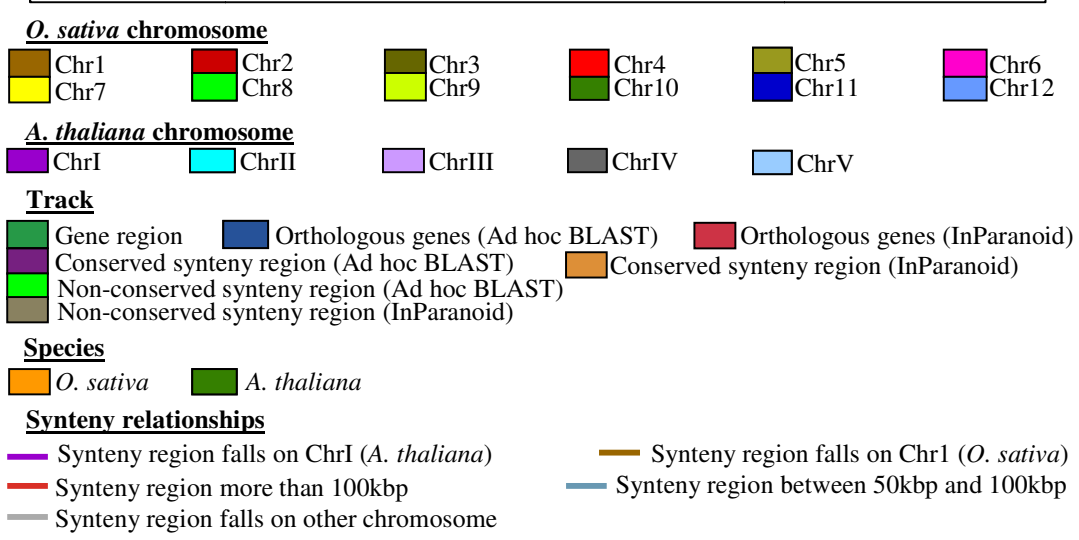 O. sativa chromosome
Chr1 Chr2 Chr3 Chr4 Chr5 Chr6
Chr7 Chr8 Chr9 Chr10 Chr11 Chr12
A. thaliana chromosome
ChrI ChrII ChrIII ChrIV ChrV
Track
Gene region Orthologous genes (Ad hoc BLAST) Orthologous genes (InParanoid)
Conserved synteny region (Ad hoc BLAST) Conserved synteny region (InParanoid)
Non-conserved synteny region (Ad hoc BLAST)
Non-conserved synteny region (InParanoid)
Species
O. sativa A. thaliana
Synteny relationships
Synteny region falls on ChrI (A. thaliana) Synteny region falls on Chr1 (O. sativa)
Synteny region more than 100kbp Synteny region between 50kbp and 100kbp
Synteny region falls on other chromosome